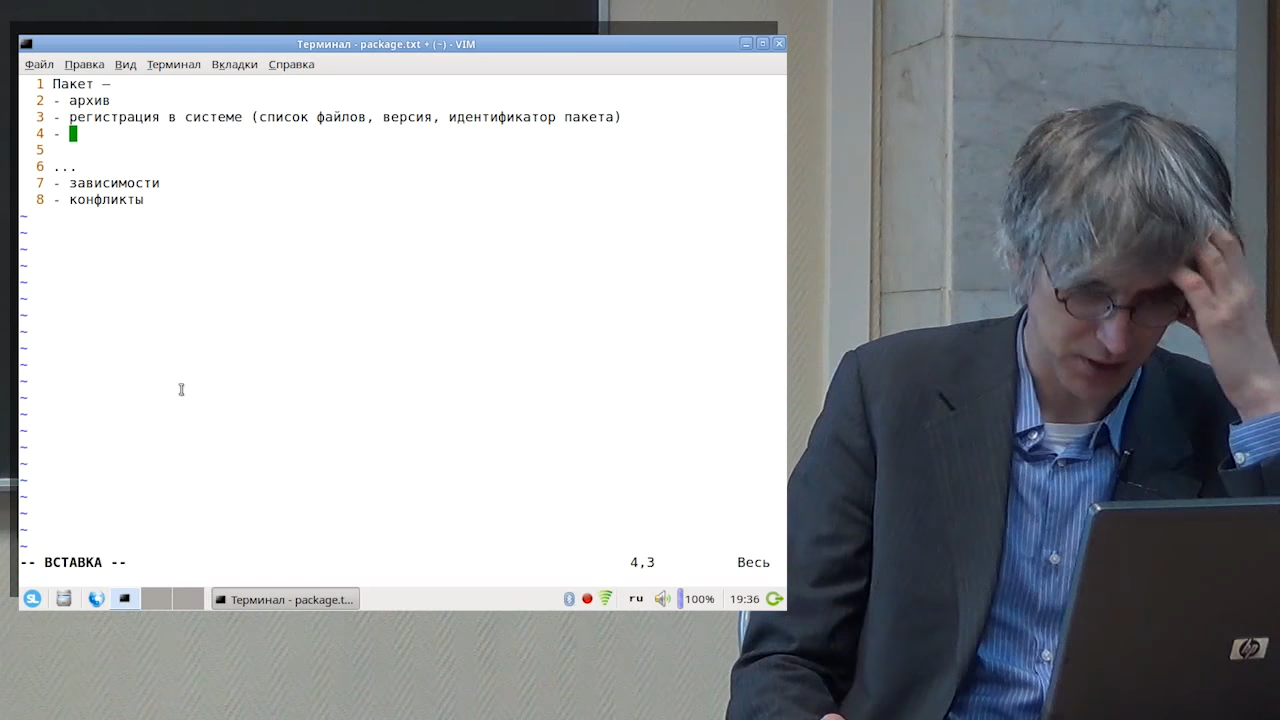 Терминал - package.txt + (~) - VIM
Файл Правка Вид Терминал Вкладки Справка
1 Пакет —
2 - архив
3 - регистрация в системе (список файлов, версия, идентификатор пакета)
4 -
5
6 ...
7 - зависимости
8 - конфликты
-- ВСТАВКА -- 4,3 Весь
SL Терминал - package.t... ru 100% 19:36
hp